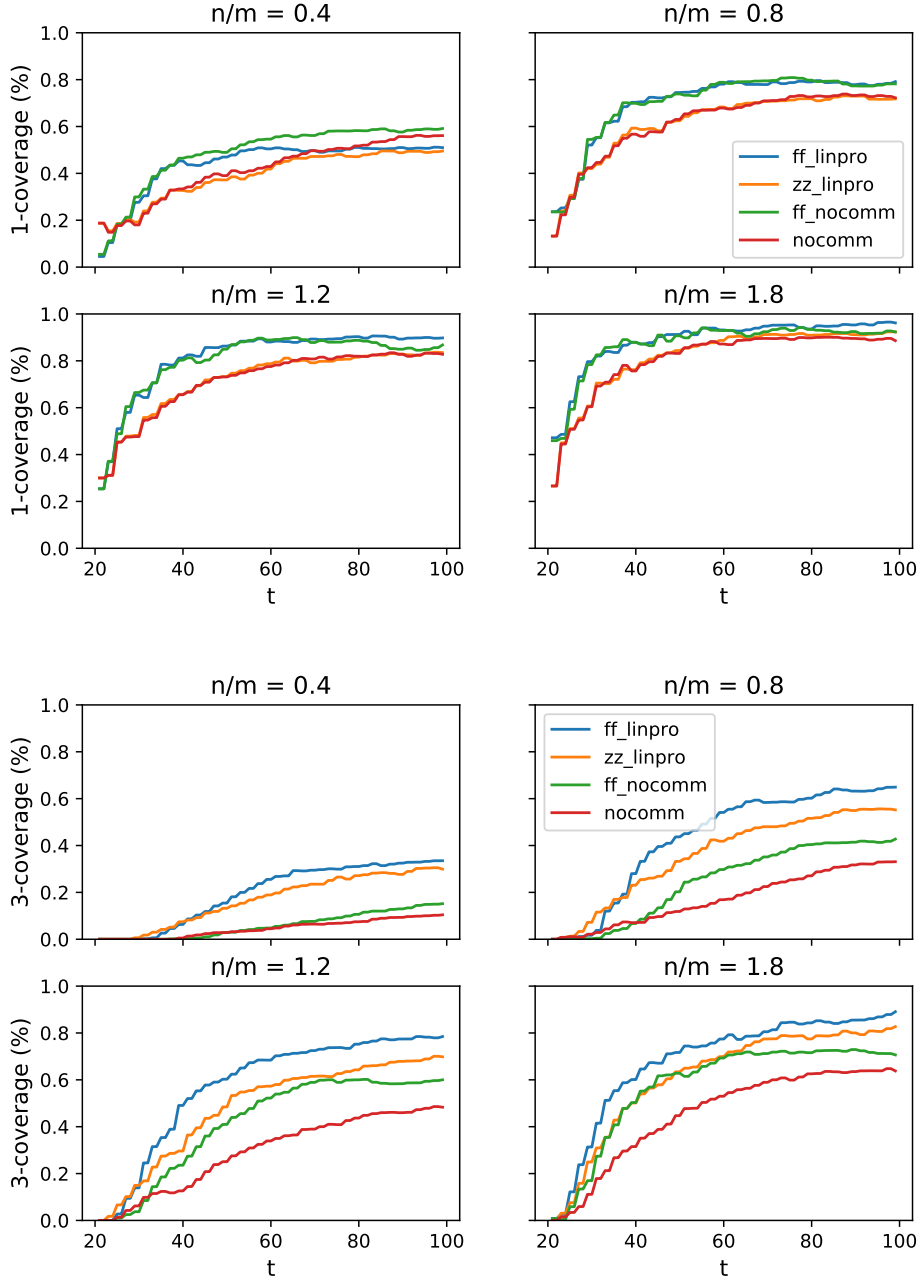 n/m = 0.4
n/m = 0.8
1-coverage (%)
1.0
0.8
0.6
0.4
0.2
0.0
ff_linpro
zz_linpro
ff_nocomm
nocomm
n/m = 1.2
n/m = 1.8
1-coverage (%)
1.0
0.8
0.6
0.4
0.2
0.0
20 40 60 80 100
t
20 40 60 80 100
t
n/m = 0.4
n/m = 0.8
3-coverage (%)
1.0
0.8
0.6
0.4
0.2
0.0
ff_linpro
zz_linpro
ff_nocomm
nocomm
n/m = 1.2
n/m = 1.8
3-coverage (%)
1.0
0.8
0.6
0.4
0.2
0.0
20 40 60 80 100
t
20 40 60 80 100
t